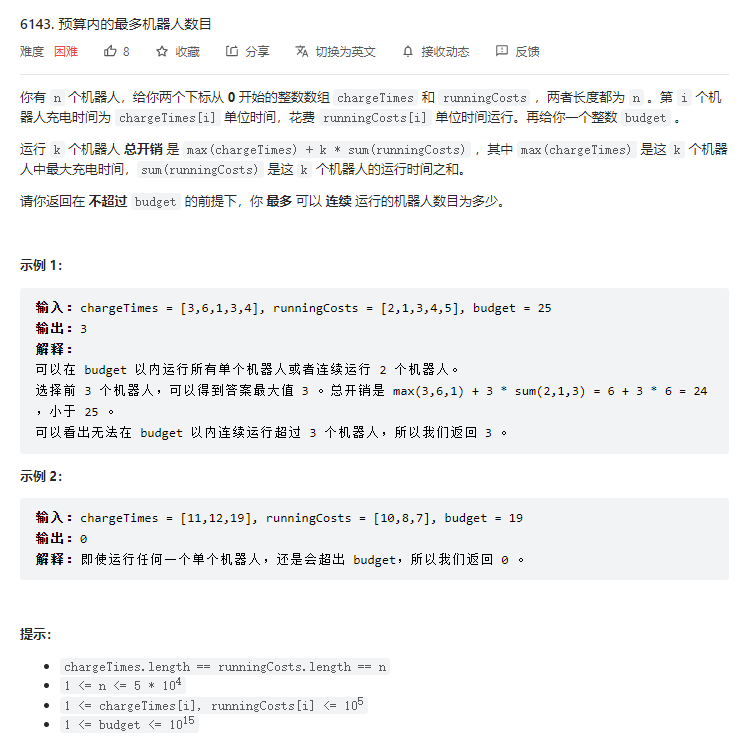 6143. 预算内的最多机器人数目
难度 困难 8 收藏 分享 切换为英文 接收动态 反馈
你有 n 个机器人，给你两个下标从 0 开始的整数数组 chargeTimes 和 runningCosts ，两者长度都为 n 。第 i 个机
器人充电时间为 chargeTimes[i] 单位时间，花费 runningCosts[i] 单位时间运行。再给你一个整数 budget 。
运行 k 个机器人 总开销 是 max(chargeTimes) + k * sum(runningCosts) ，其中 max(chargeTimes) 是这 k 个机器
人中最大充电时间，sum(runningCosts) 是这 k 个机器人的运行时间之和。
请你返回在 不超过 budget 的前提下，你 最多 可以 连续 运行的机器人数目为多少。
示例 1：
输入：chargeTimes = [3,6,1,3,4], runningCosts = [2,1,3,4,5], budget = 25
输出：3
解释：
可以在 budget 以内运行所有单个机器人或者连续运行 2 个机器人。
选择前 3 个机器人，可以得到答案最大值 3 。总开销是 max(3,6,1) + 3 * sum(2,1,3) = 6 + 3 * 6 = 24
，小于 25 。
可以看出无法在 budget 以内连续运行超过 3 个机器人，所以我们返回 3 。
示例 2：
输入：chargeTimes = [11,12,19], runningCosts = [10,8,7], budget = 19
输出：0
解释：即使运行任何一个单个机器人，还是会超出 budget，所以我们返回 0 。
提示：
• chargeTimes.length == runningCosts.length == n
• 1 <= n <= 5 * 10⁴
• 1 <= chargeTimes[i], runningCosts[i] <= 10⁵
• 1 <= budget <= 10¹⁵